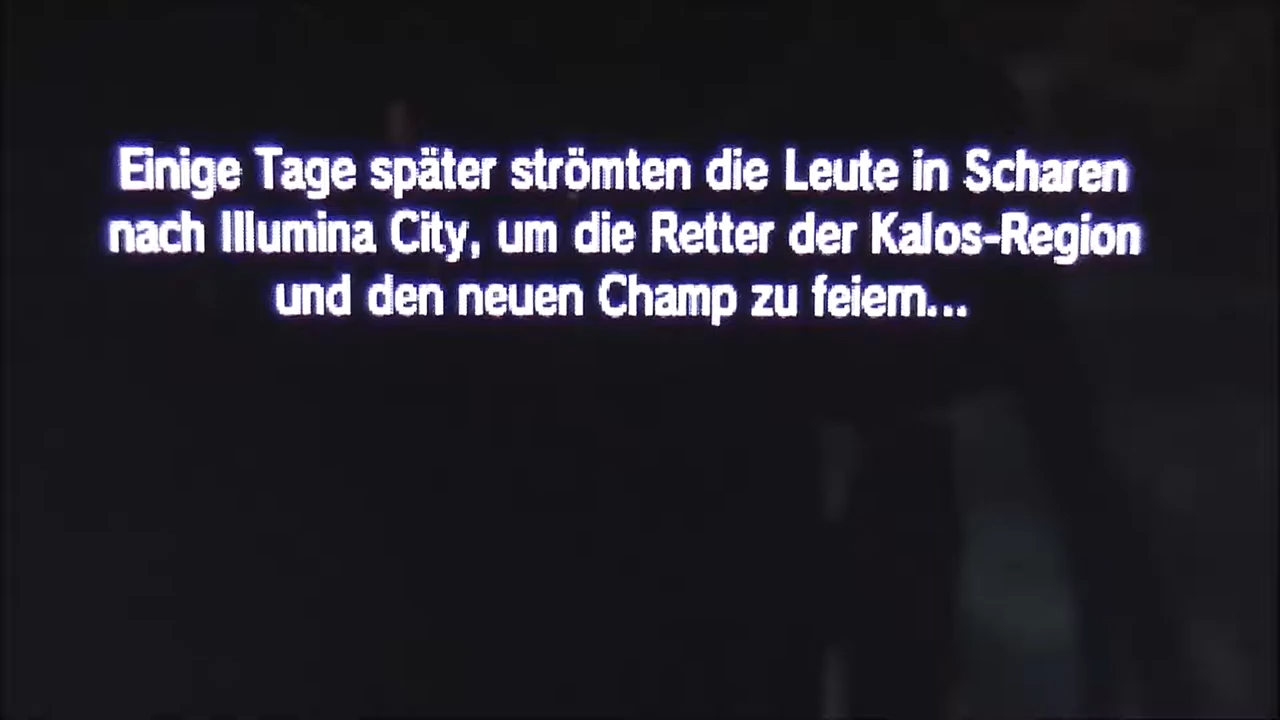 Einige Tage später strömten die Leute in Scharen
nach Illumina City, um die Retter der Kalos-Region
und den neuen Champ zu feiern...